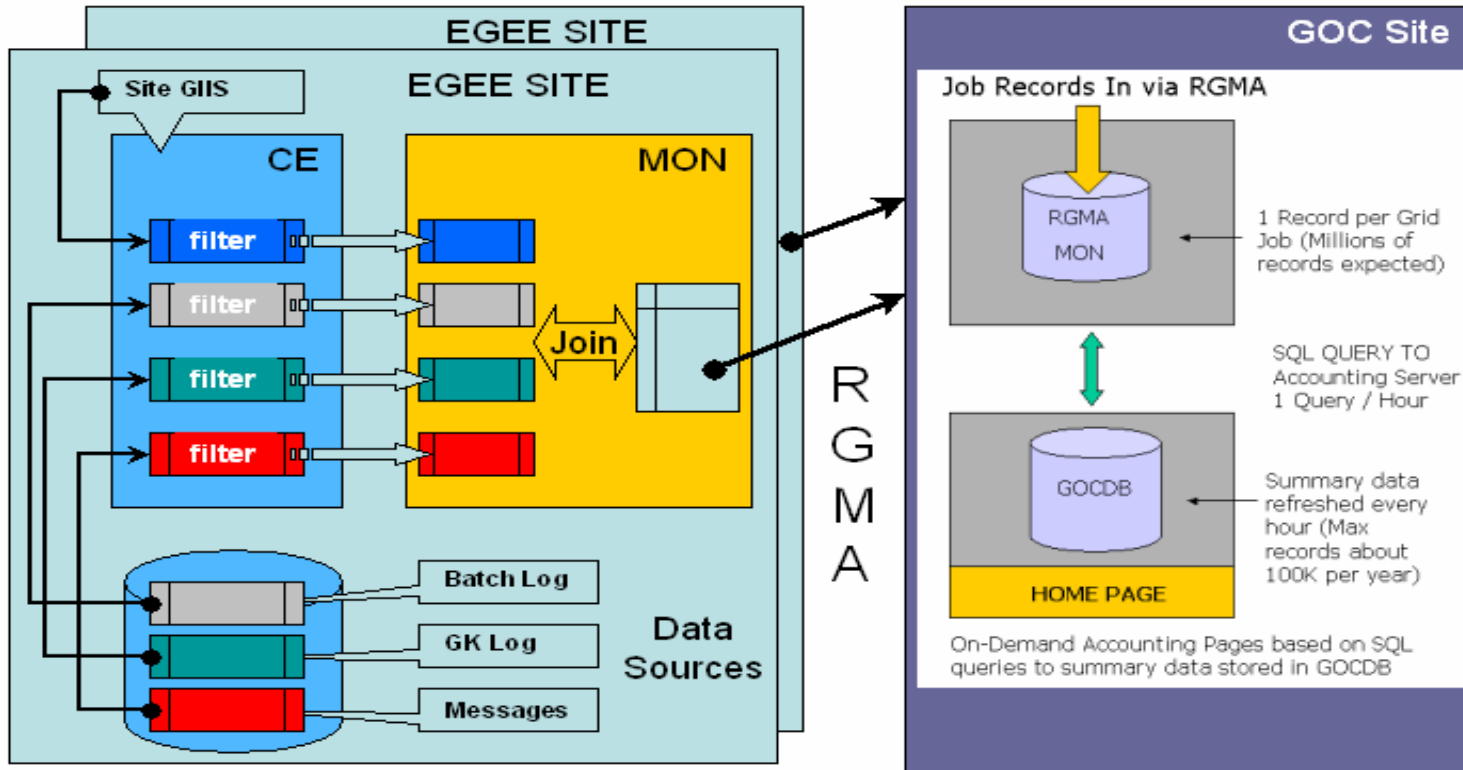 EGEE SITE
EGEE SITE
Site GIIS
CE
MON
filter
filter
filter
filter
Join
Batch Log
GK Log
Messages
Data
Sources
R
G
M
A
GOC Site
Job Records In via RGMA
RGMA
MON
1 Record per Grid
Job (Millions of
records expected)
SQL QUERY TO
Accounting Server
1 Query / Hour
GOCDB
Summary data
refreshed every
hour (Max
records about
100K per year)
HOME PAGE
On-Demand Accounting Pages based on SQL
queries to summary data stored in GOCDB